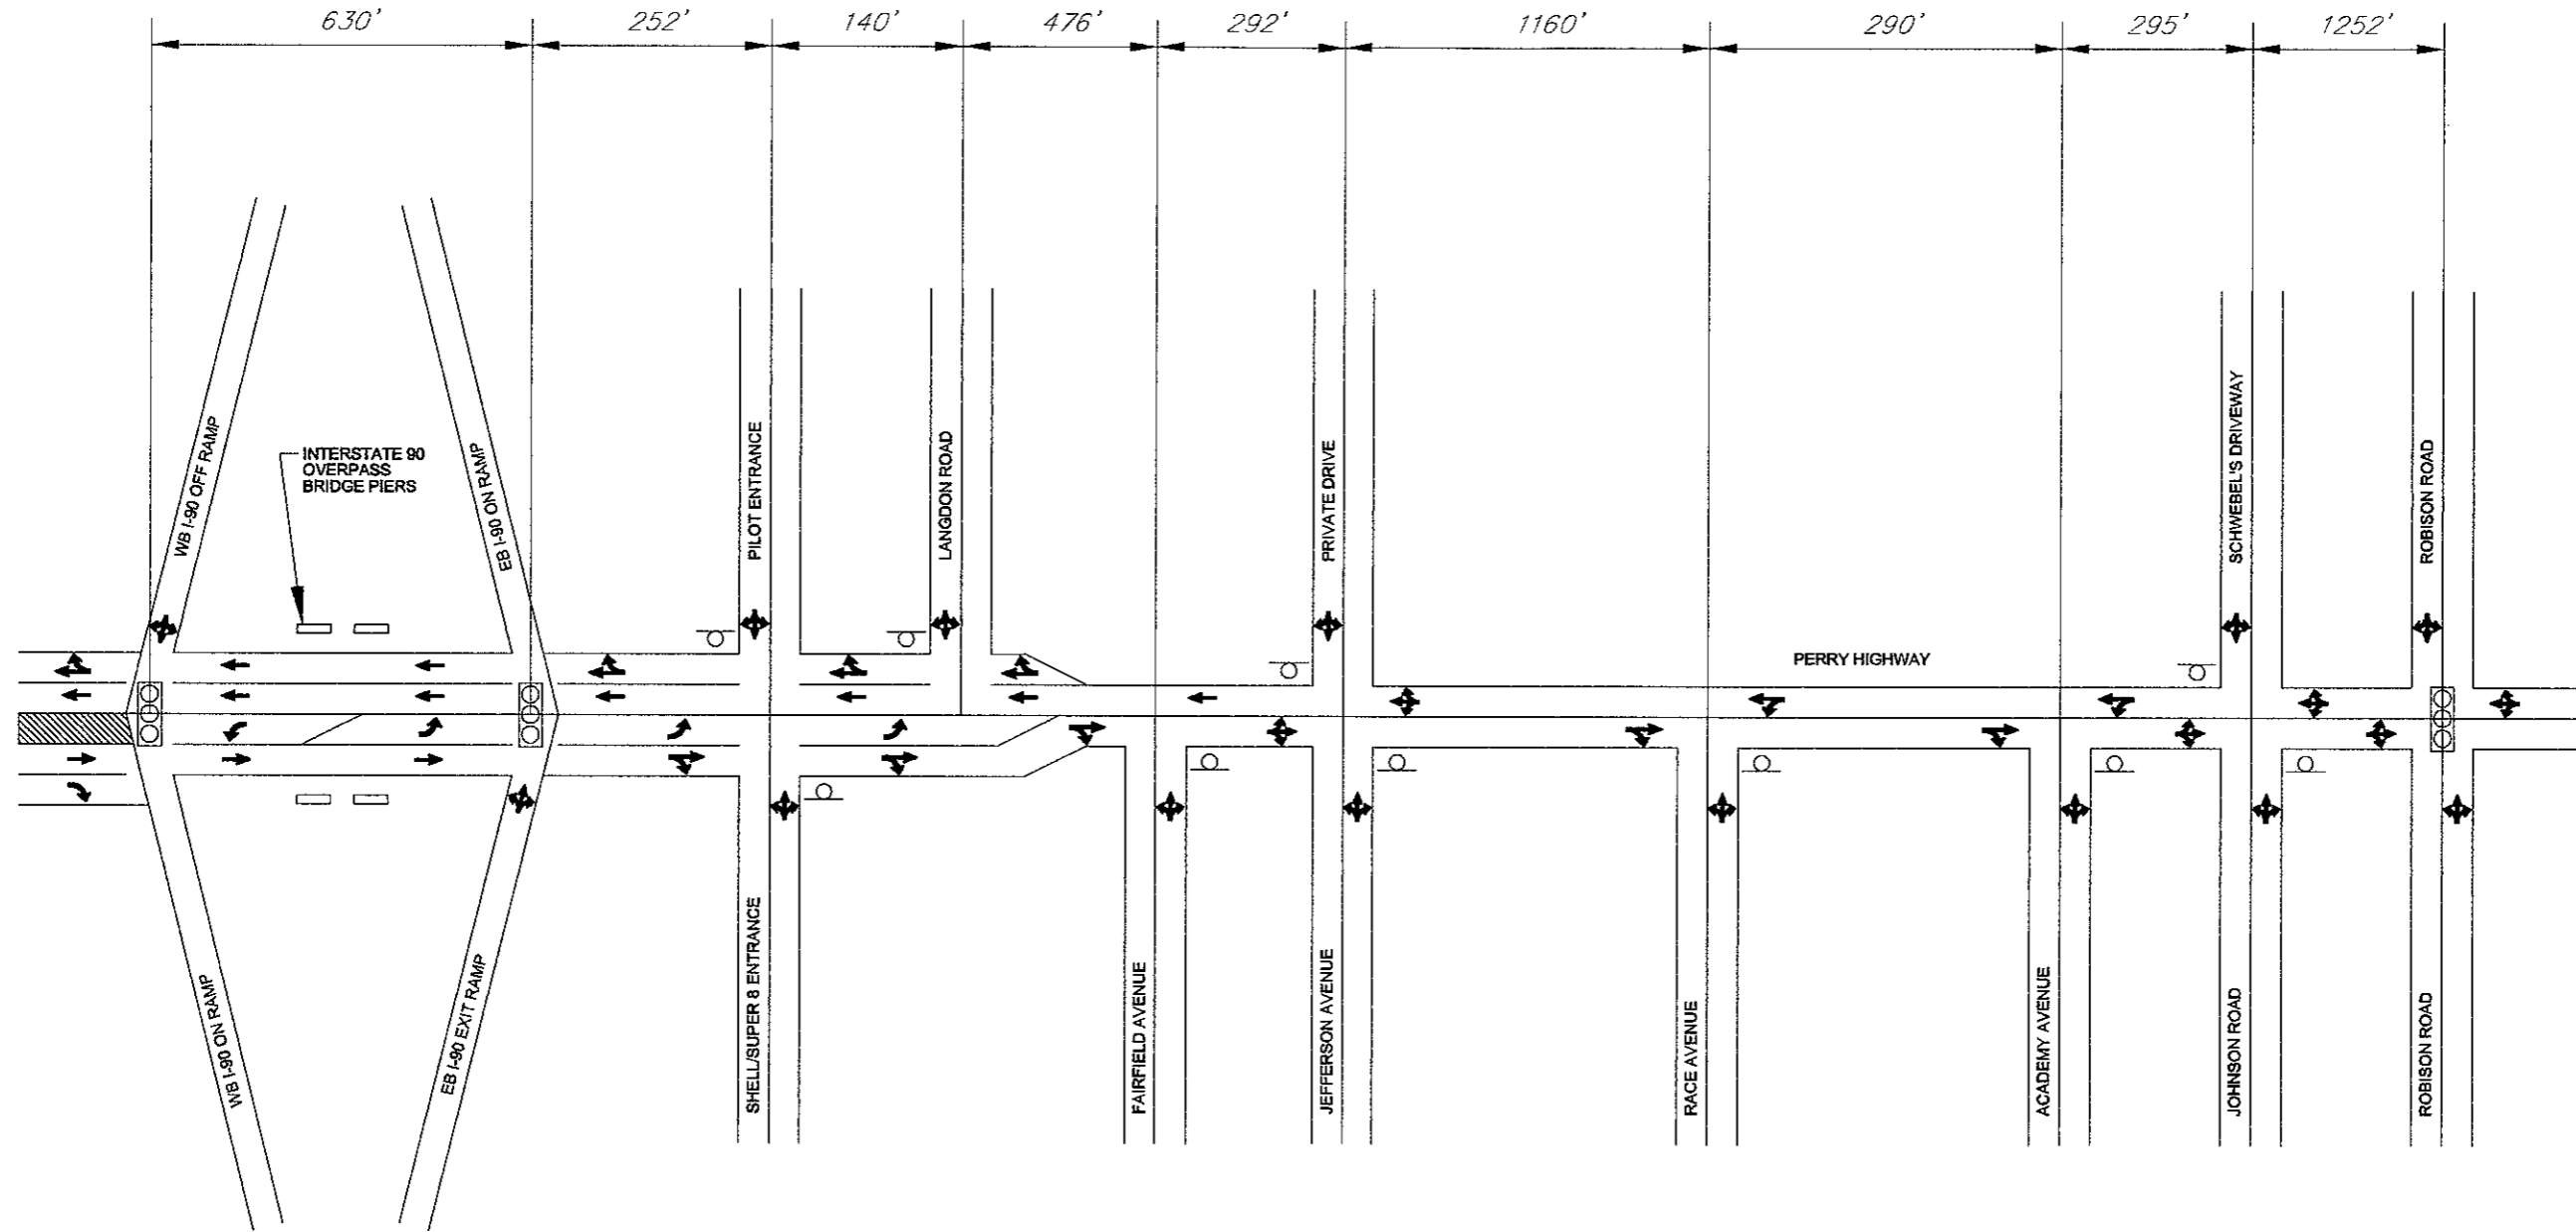 630'
252'
140'
476'
292'
1160'
290'
295'
1252'
WB I-90 OFF RAMP
INTERSTATE 90
OVERPASS
BRIDGE PIERS
EB I-90 ON RAMP
PILOT ENTRANCE
LANGDON ROAD
PRIVATE DRIVE
SCHWEBEL'S DRIVEWAY
ROBISON ROAD
PERRY HIGHWAY
WB I-90 ON RAMP
EB I-90 EXIT RAMP
SHELL/SUPER 8 ENTRANCE
FAIRFIELD AVENUE
JEFFERSON AVENUE
RACE AVENUE
ACADEMY AVENUE
JOHNSON ROAD
ROBISON ROAD